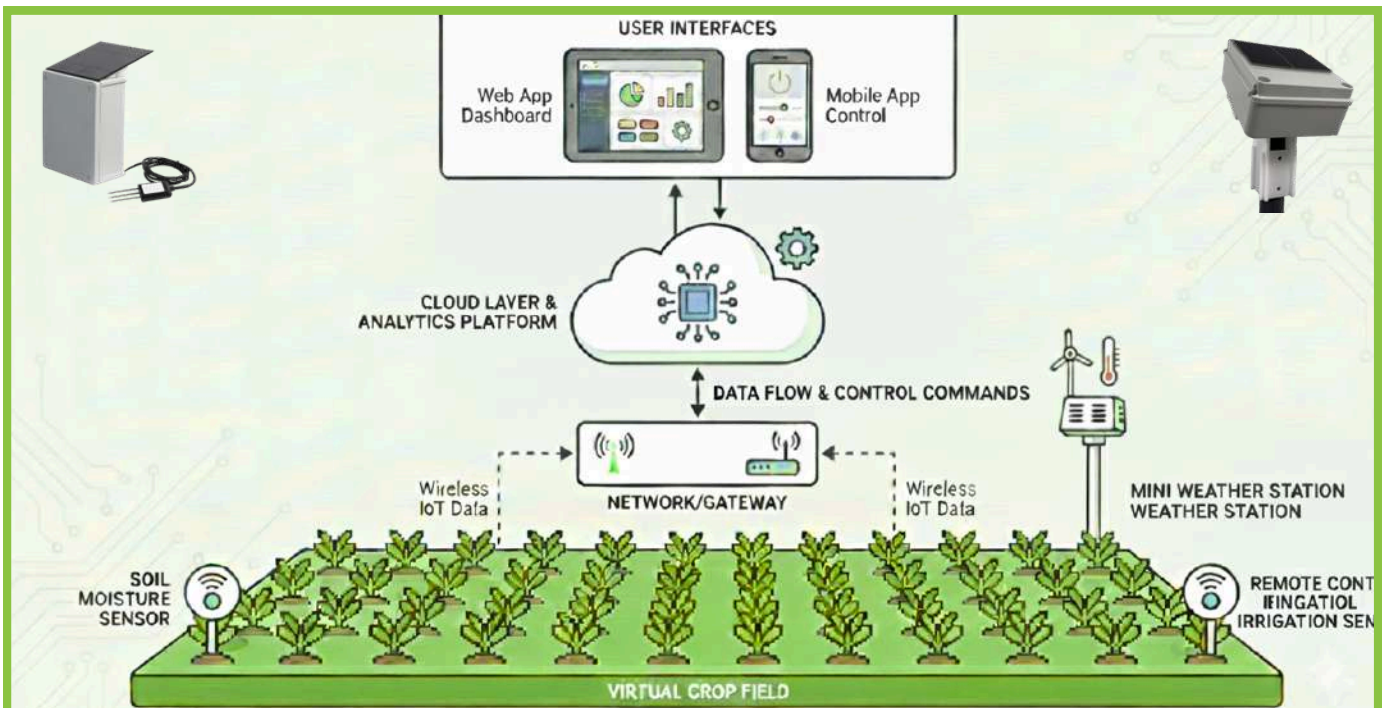 USER INTERFACES
Web App
Dashboard
Mobile App
Control
CLOUD LAVER &
ANALYTICS PLATFORM
DATA FLOW & CONTROL COMMANDS
Wireless
IoT Data
NETWORK/GATEWAY
Wireless
IoT Data
MINI WEATHER STATION
WEATHER STATION
SOIL
MOISTURE
SENSOR
REMOTE CONT
IRRIGATION SEN
VIRTUAL CROP FIELD